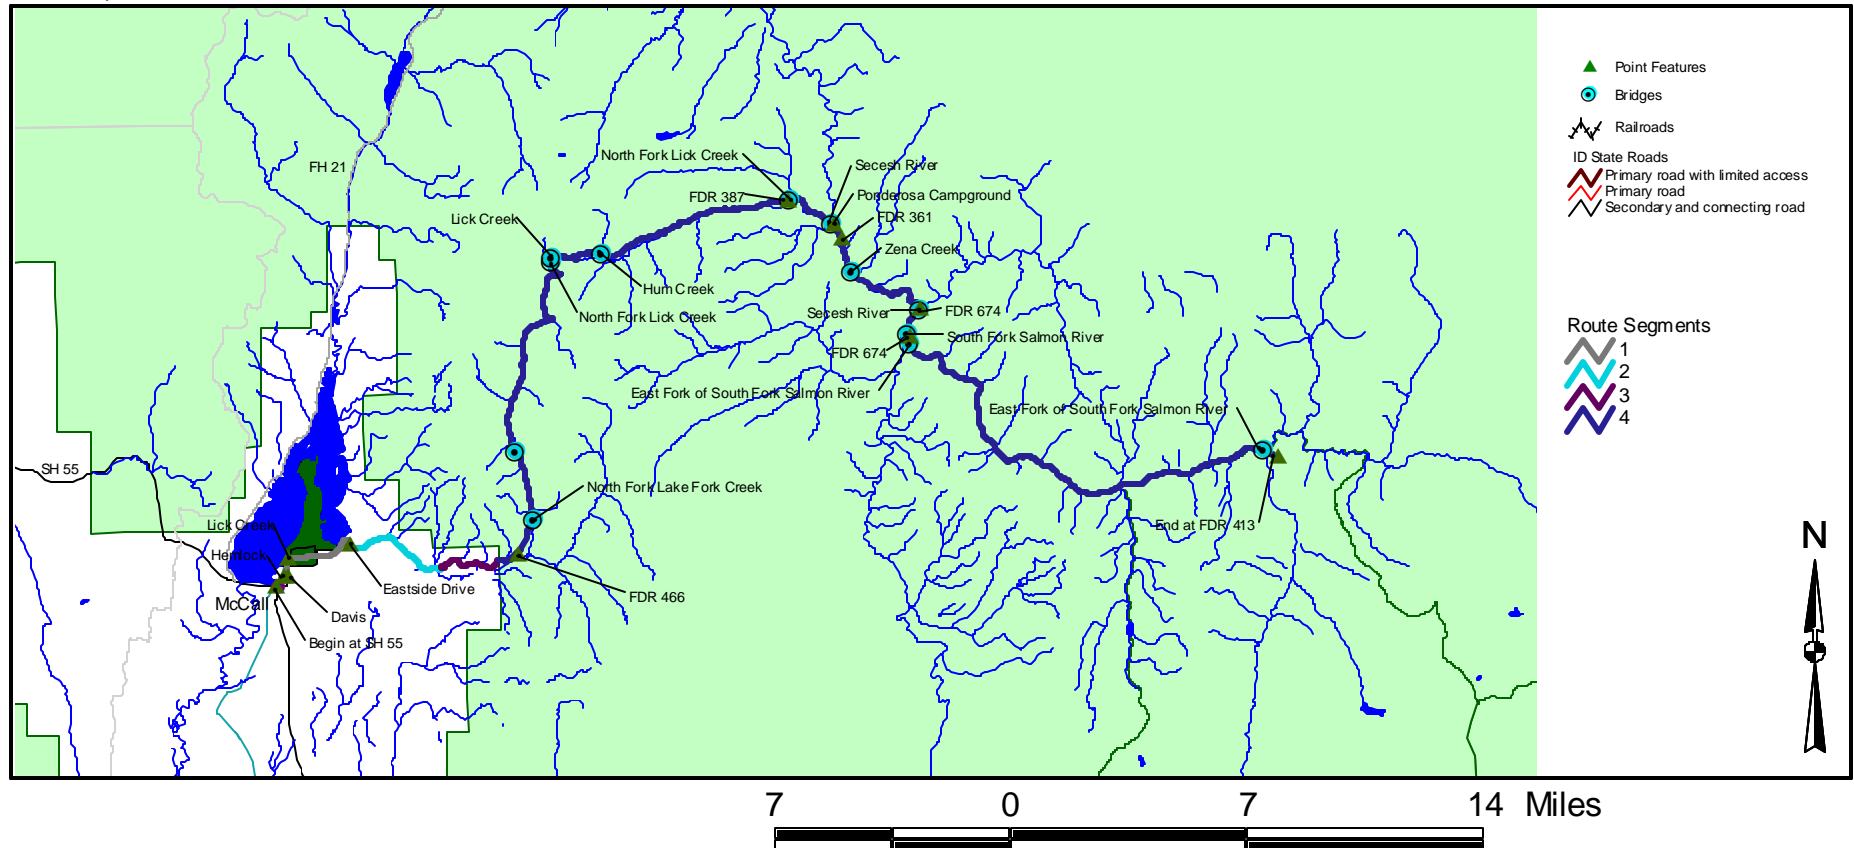 Point Features
Bridges
Railroads
ID State Roads
Primary road with limited access
Primary road
Secondary and connecting road
Route Segments
1
2
3
4
FH 21
North Fork Lick Creek
Secesh River
FDR 387
Ponderosa Campground
Lick Creek
FDR 361
Zena Creek
Hum Creek
North Fork Lick Creek
Secesh River
FDR 674
South Fork Salmon River
FDR 674
East Fork of South Fork Salmon River
East Fork of South Fork Salmon River
SH 55
North Fork Lake Fork Creek
Lick Creek
End at FDR 413
Hemlock
Eastside Drive
FDR 466
McCall
Davis
Begin at SH 55
N
7 0 7 14 Miles